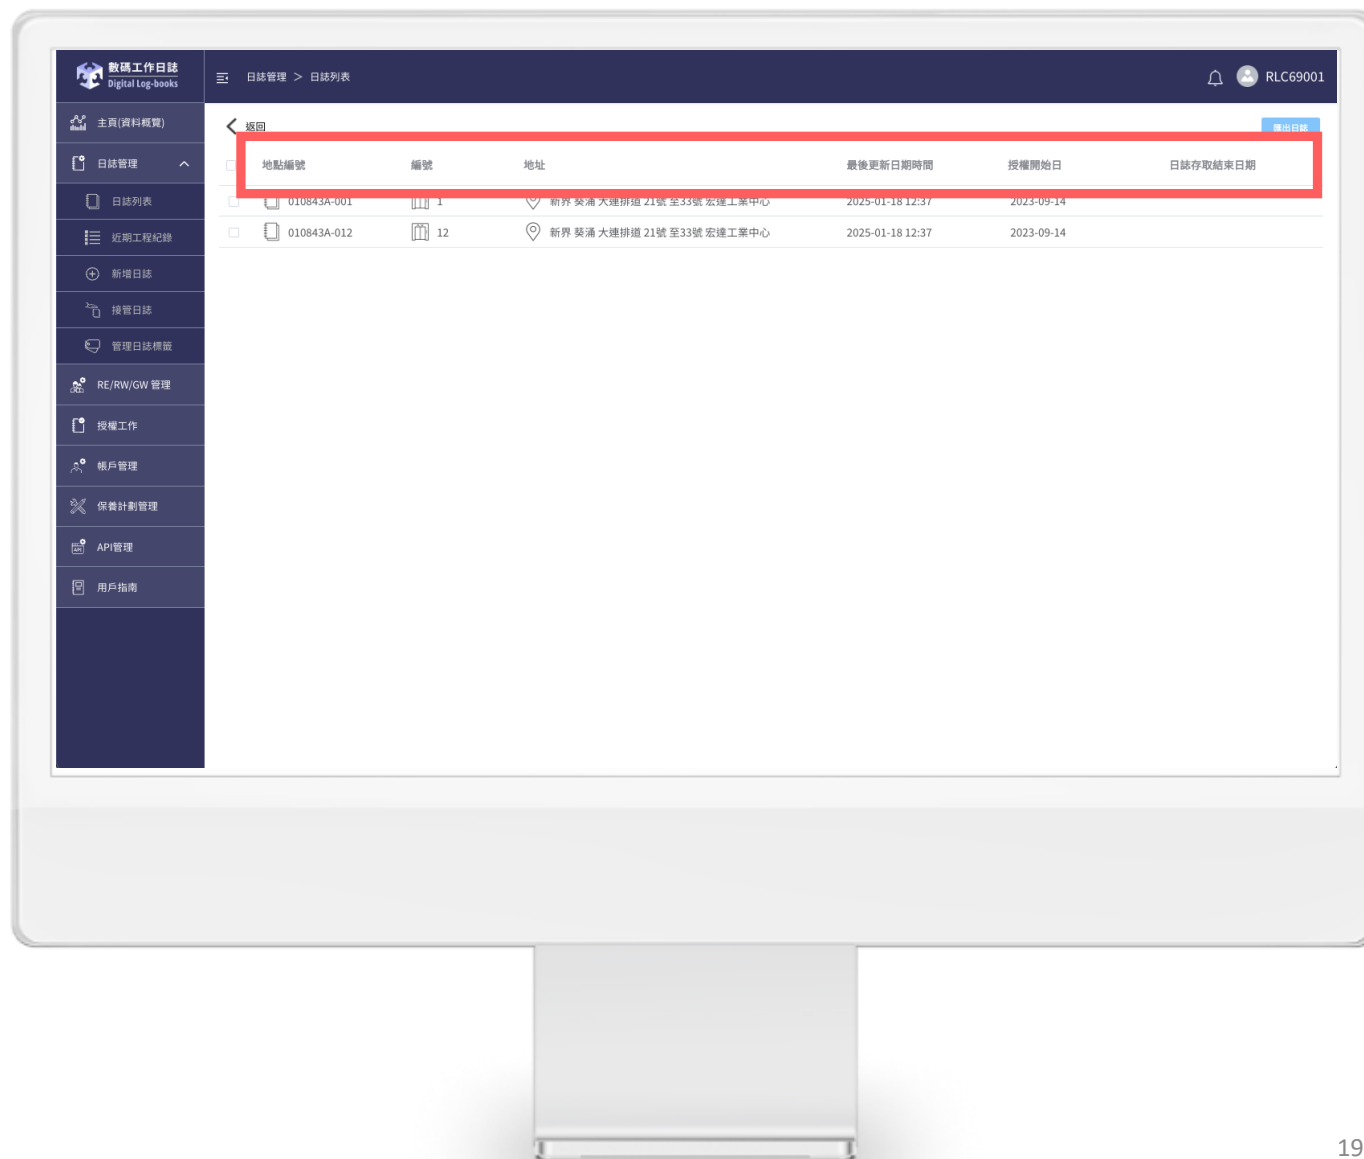 數碼工作日誌
Digital Log-books
日誌管理 > 日誌列表
RLC69001
主頁(資料概覽)
日誌管理
日誌列表
近期工程紀錄
新增日誌
接管日誌
管理日誌標籤
RE/RW/GW 管理
授權工作
帳戶管理
保養計劃管理
API管理
用戶指南
返回
匯出日誌
地點編號 編號 地址 最後更新日期時間 授權開始日 日誌存取結束日期
010843A-001 1 新界 葵涌 大連排道 21號 至33號 宏達工業中心 2025-01-18 12:37 2023-09-14
010843A-012 12 新界 葵涌 大連排道 21號 至33號 宏達工業中心 2025-01-18 12:37 2023-09-14
19